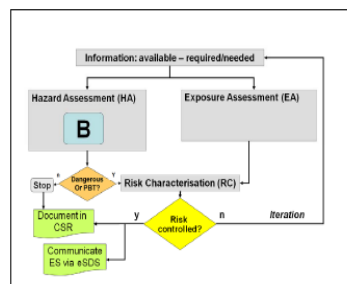 Information: available – required/needed
Hazard Assessment (HA)
Exposure Assessment (EA)
B
Stop
n
Dangerous
Or PBT?
Y
Risk Characterisation (RC)
Document in
CSR
y
Risk
controlled?
n
Iteration
Communicate
ES via eSDS